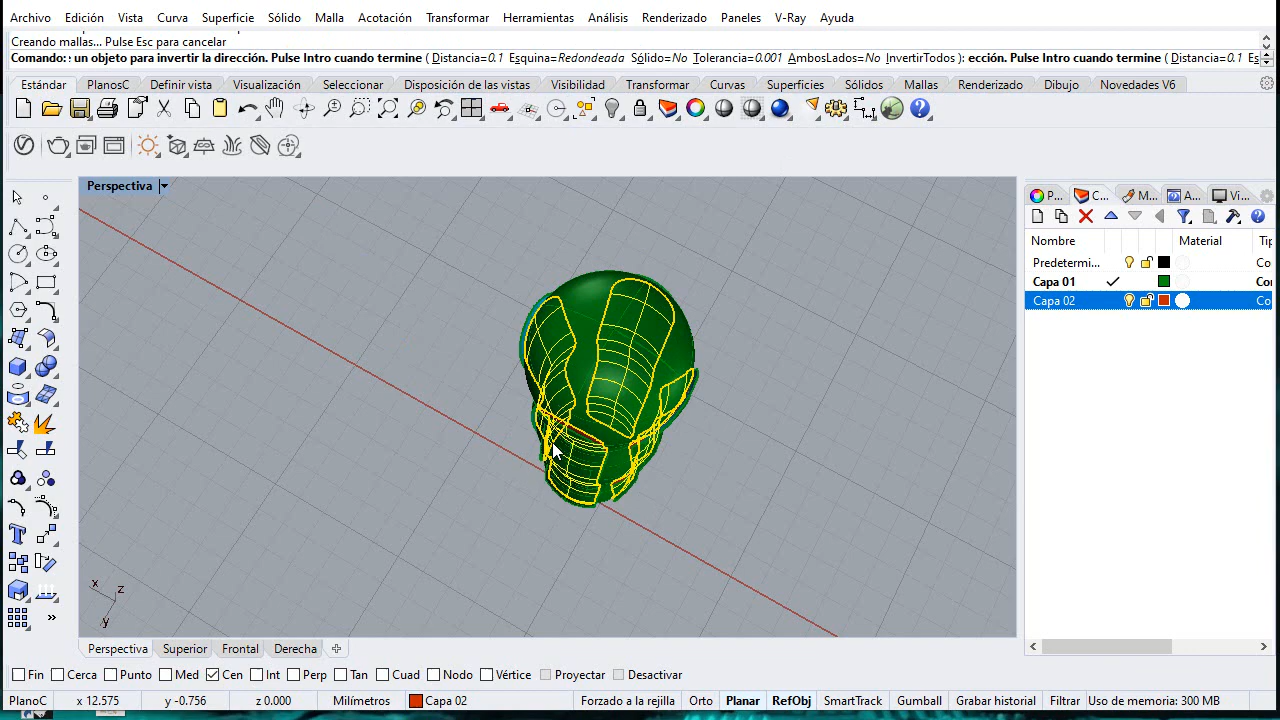 Archivo Edición Vista Curva Superficie Sólido Malla Acotación Transformar Herramientas Análisis Renderizado Paneles V-Ray Ayuda
Creando mallas... Pulse Esc para cancelar
Comando: : un objeto para invertir la dirección. Pulse Intro cuando termine ( Distancia=0.1 Esquina=Redondeada Sólido=No Tolerancia=0.001 AmbosLados=No InvertirTodos ): ección. Pulse Intro cuando termine ( Distancia=0.1 Es
Estándar PlanosC Definir vista Visualización Seleccionar Disposición de las vistas Visibilidad Transformar Curvas Superficies Sólidos Mallas Renderizado Dibujo Novedades V6
Perspectiva
P... C... M... A... Vi...
Nombre Material Tip
Predetermi... Co
Capa 01 Cor
Capa 02 Co
x z
y
Perspectiva Superior Frontal Derecha
Fin Cerca Punto Med Cen Int Perp Tan Cuad Nodo Vértice Proyectar Desactivar
PlanoC x 12.575 y -0.756 z 0.000 Milímetros Capa 02 Forzado a la rejilla Orto Planar RefObj SmartTrack Gumball Grabar historial Filtrar Uso de memoria: 300 MB